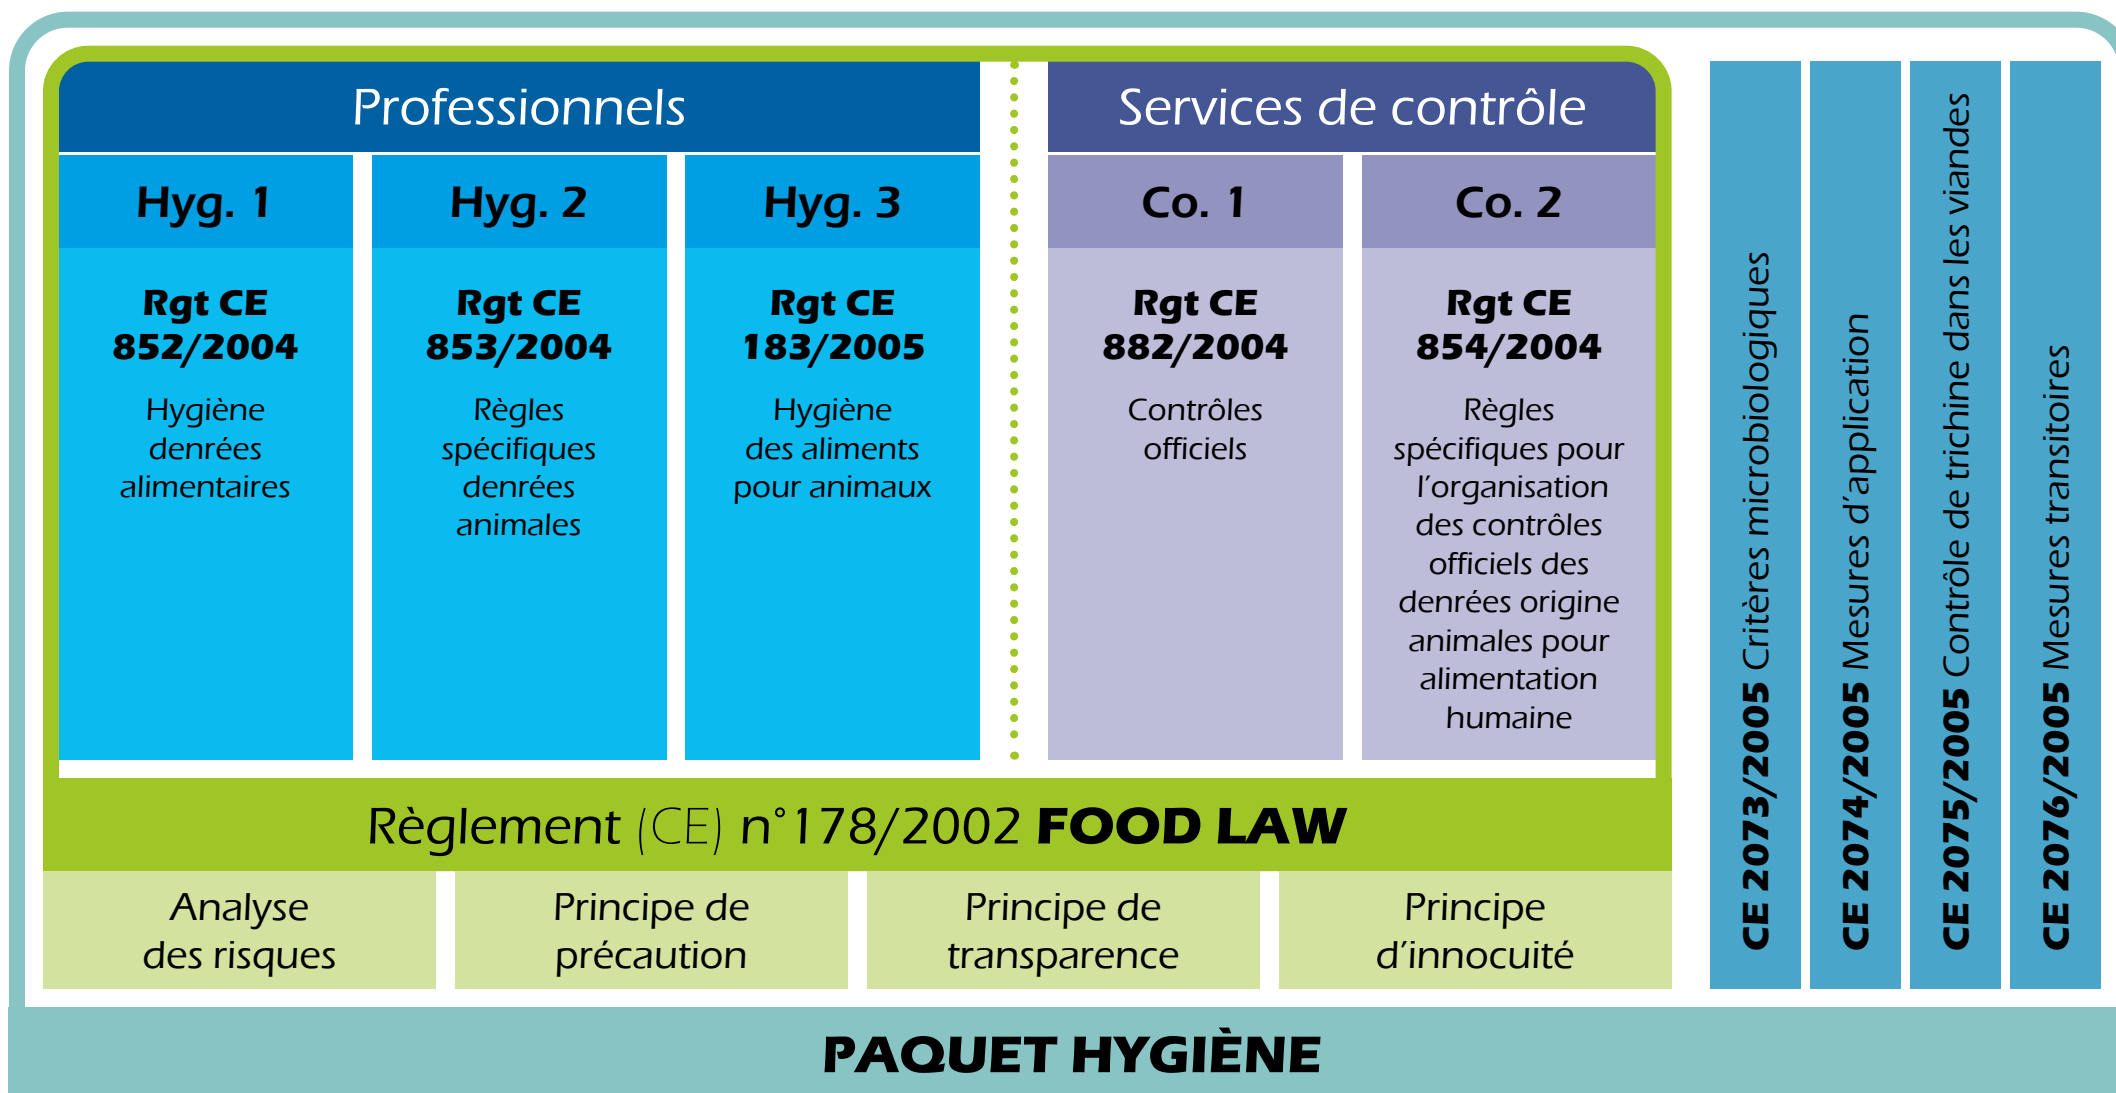 Professionnels
Services de contrôle
Hyg. 1
Rgt CE
852/2004
Hygiène
denrées
alimentaires
Hyg. 2
Rgt CE
853/2004
Règles
spécifiques
denrées
animales
Hyg. 3
Rgt CE
183/2005
Hygiène
des aliments
pour animaux
Co. 1
Rgt CE
882/2004
Contrôles
officiels
Co. 2
Rgt CE
854/2004
Règles
spécifiques pour
l'organisation
des contrôles
officiels des
denrées origine
animales pour
alimentation
humaine
Règlement (CE) n°178/2002 FOOD LAW
Analyse
des risques
Principe de
précaution
Principe de
transparence
Principe
d'innocuité
CE 2073/2005 Critères microbiologiques
CE 2074/2005 Mesures d'application
CE 2075/2005 Contrôle de trichine dans les viandes
CE 2076/2005 Mesures transitoires
PAQUET HYGIÈNE